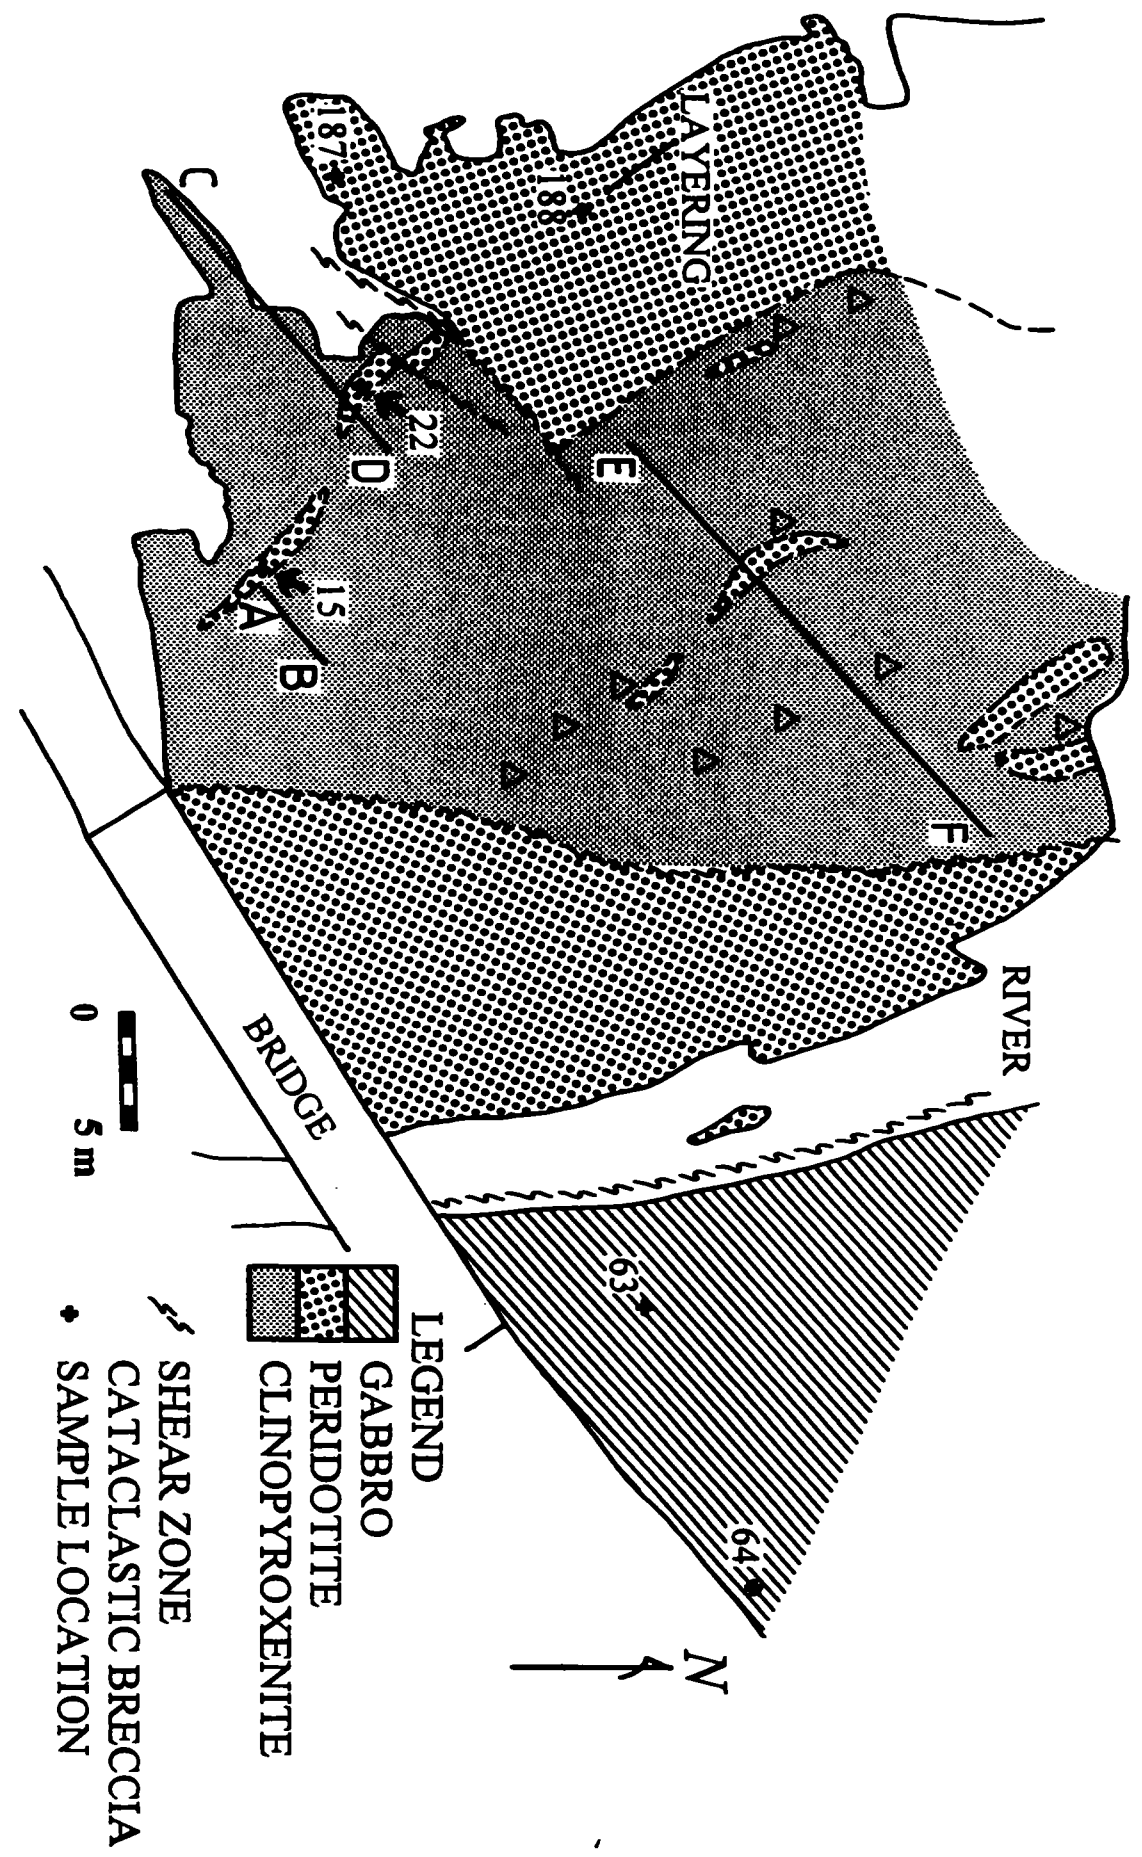 N
RIVER
F
LAYERING
64
188
E
63
LEGEND
22
D
GABBRO
187
15
PERIDOTITE
B
BRIDGE
A
CLINOPYROXENITE
C
SHEAR ZONE
CATACLASTIC BRECCIA
0 5 m
SAMPLE LOCATION